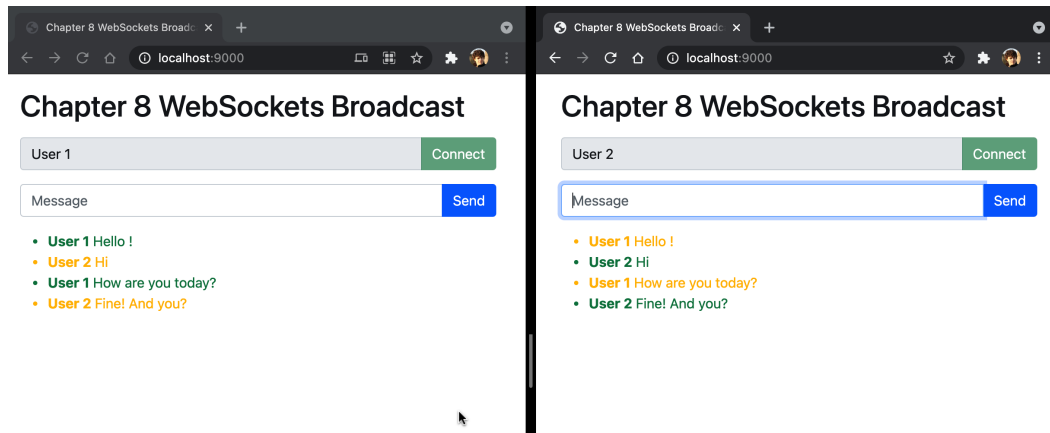 Chapter 8 WebSockets Broadc
localhost:9000
Chapter 8 WebSockets Broadcast
User 1
Connect
Message
Send
User 1 Hello !
User 2 Hi
User 1 How are you today?
User 2 Fine! And you?
Chapter 8 WebSockets Broadc
localhost:9000
Chapter 8 WebSockets Broadcast
User 2
Connect
Message
Send
User 1 Hello !
User 2 Hi
User 1 How are you today?
User 2 Fine! And you?